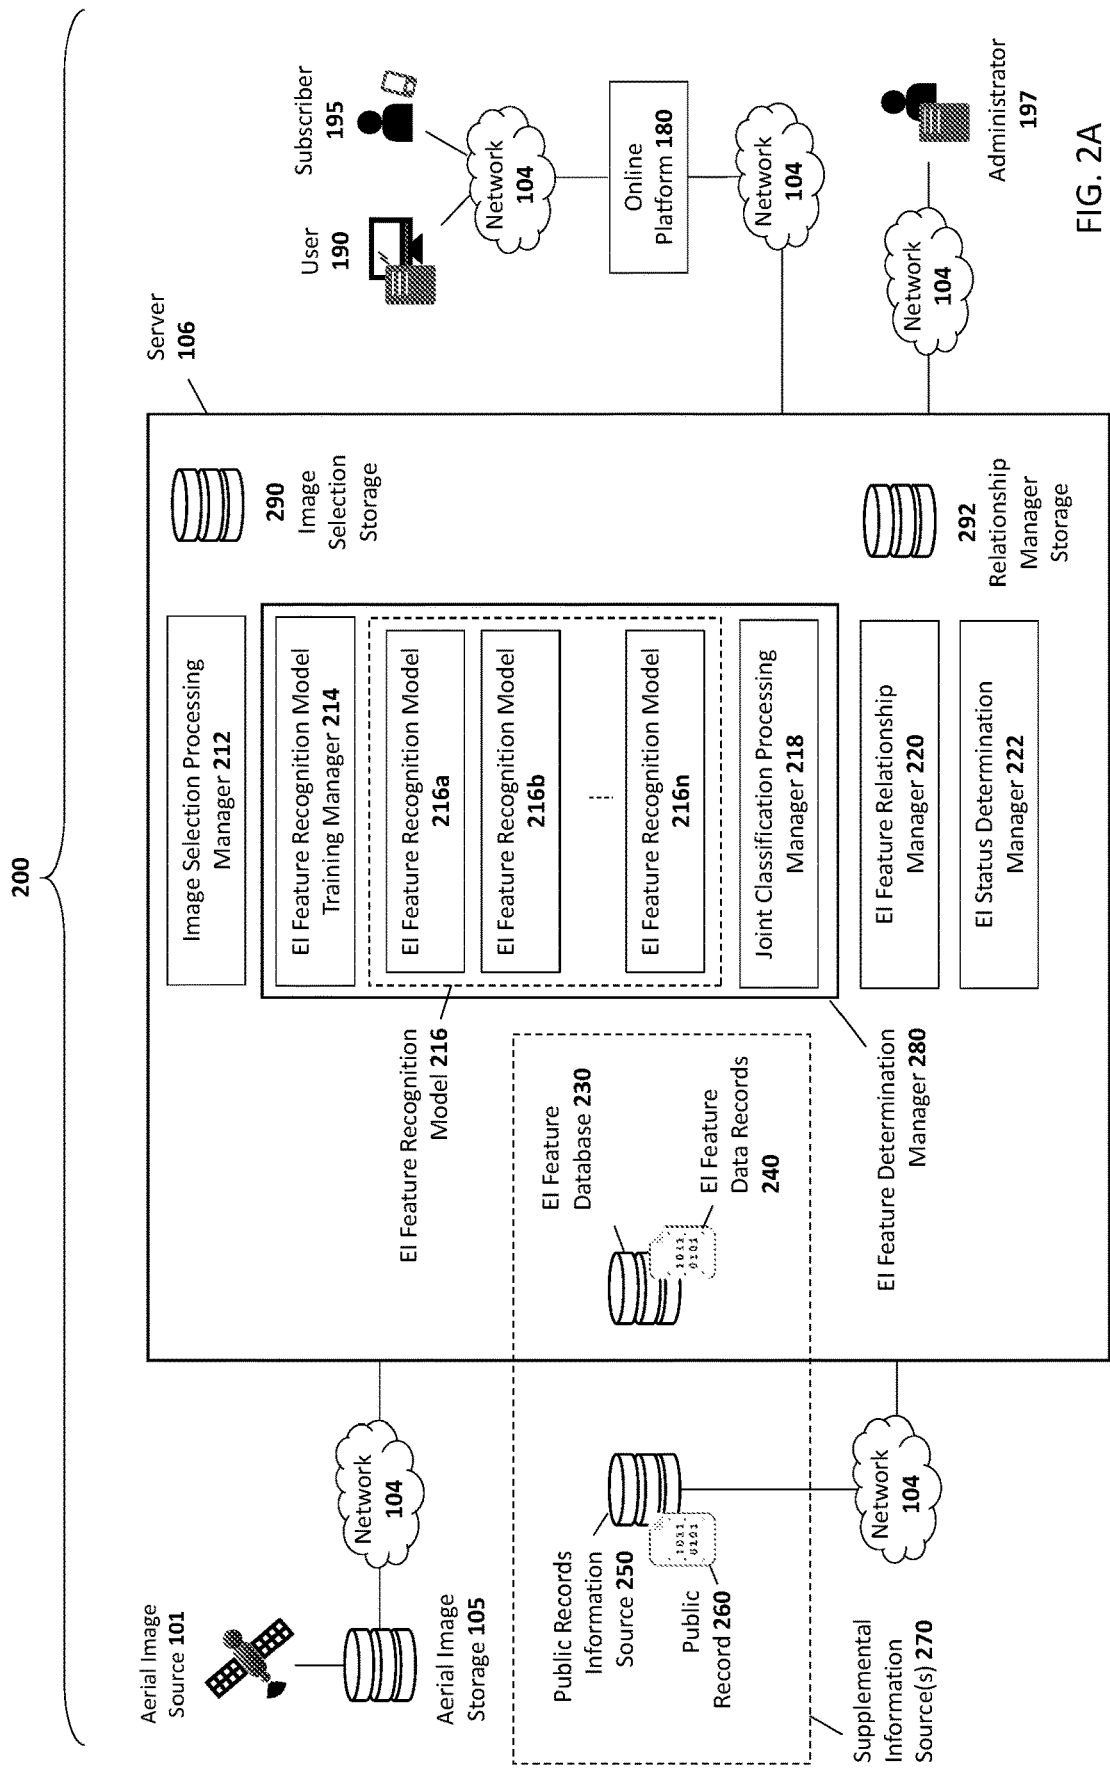 200
Aerial Image
Source 101
Aerial Image
Storage 105
Network
104
Public Records
Information
Source 250
Public
Record 260
1011
0101
Supplemental
Information
Source(s) 270
Network
104
Server
106
Image Selection Processing
Manager 212
290
Image
Selection
Storage
EI Feature Recognition Model
Training Manager 214
EI Feature Recognition
Model 216
EI Feature Recognition Model
216a
EI Feature Recognition Model
216b
EI Feature Recognition Model
216n
Joint Classification Processing
Manager 218
EI Feature
Database 230
1011
0101
EI Feature
Data Records
240
EI Feature Determination
Manager 280
EI Feature Relationship
Manager 220
EI Status Determination
Manager 222
292
Relationship
Manager
Storage
User
190
Subscriber
195
Network
104
Online
Platform 180
Network
104
Network
104
Administrator
197
FIG. 2A